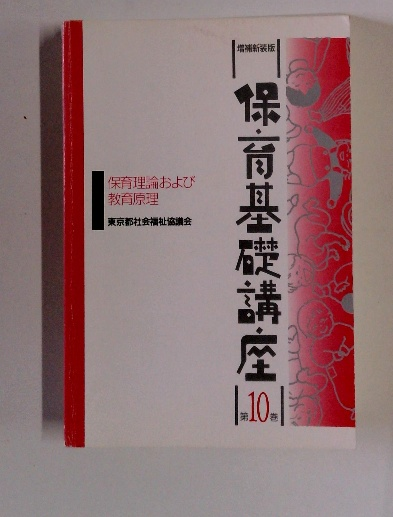 増補新装版
保育基礎講座
第10巻
保育理論および
教育原理
東京都社会福祉協議会